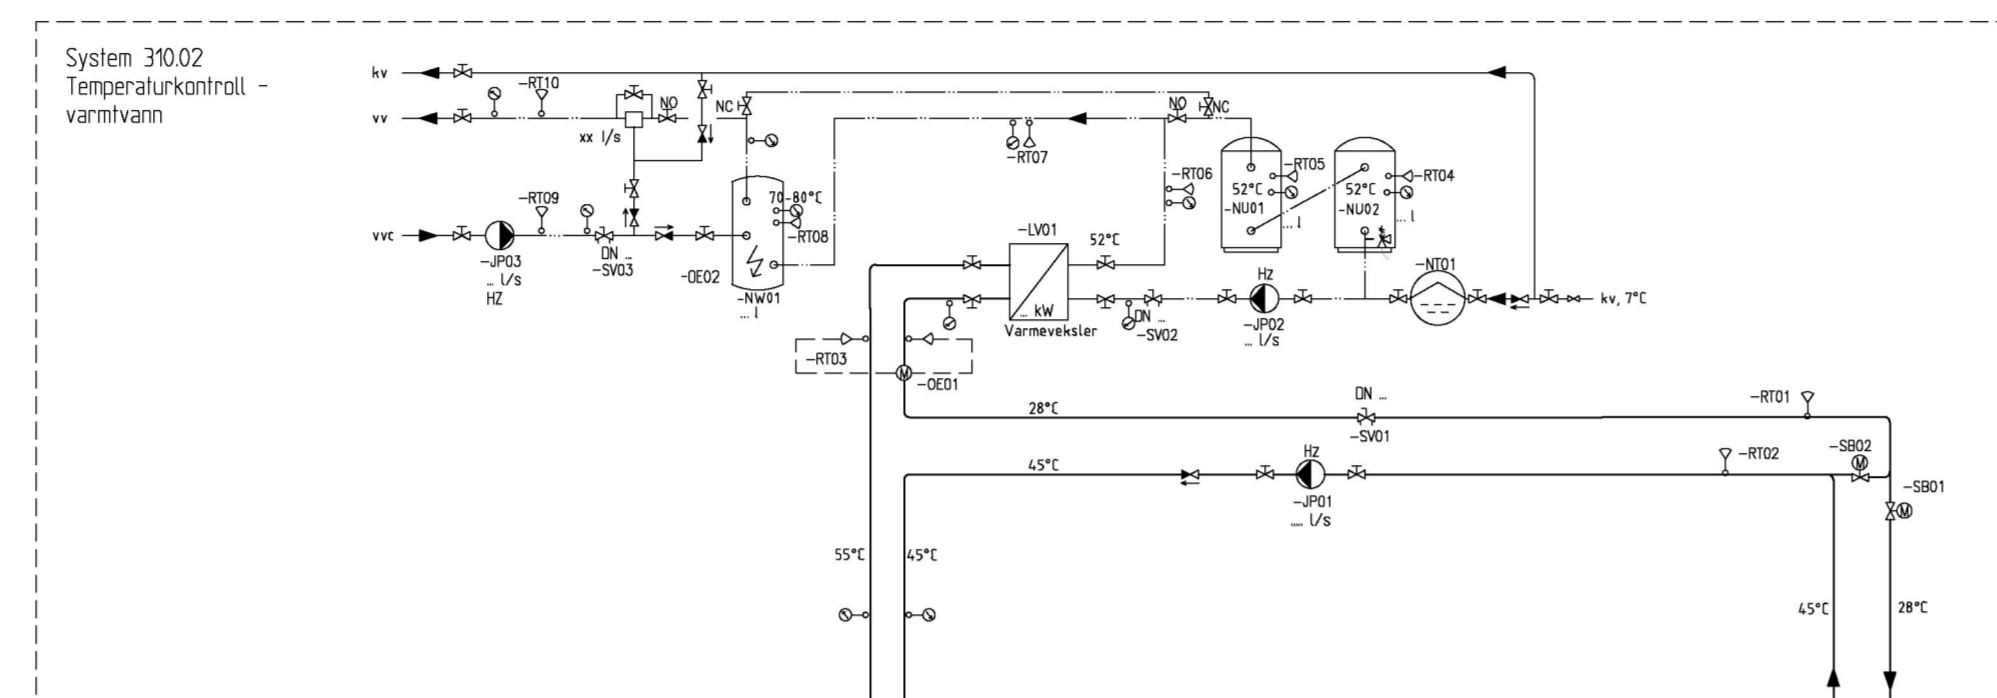 System 310.02
Temperaturkontroll -
varmtvann
kv
-RT10
NO
NC
NO
NC
vv
xx l/s
-RT07
-RT05
-RT04
-RT06
52°C
52°C
-NU01
-NU02
... l
... l
-RT09
70-80°C
-RT08
vvc
-JP03
... l/s
HZ
DN ...
-SV03
-OE02
-NW01
... l
-LV01
52°C
... kW
Varmeveksler
DN ...
-SV02
Hz
-JP02
... l/s
-NT01
kv, 7°C
-RT03
M
-OE01
28°C
DN ...
-SV01
-RT01
45°C
Hz
-JP01
..... l/s
-RT02
-SB02
M
-SB01
M
55°C
45°C
45°C
28°C